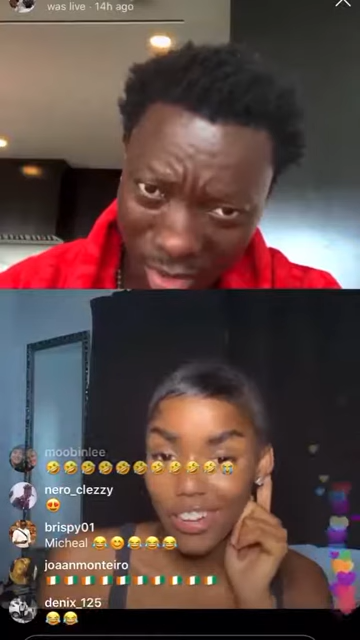 was live · 14h ago
moobinlee
🤣🤣🤣🤣🤣🤣🤣🤣🤣🤣😭
nero_clezzy
😍
brispy01
Micheal 😂😊😂😂😂
joaanmonteiro
🇮🇪🇮🇪🇨🇮🇨🇮🇨🇮🇨🇮🇨🇮🇨🇮🇨🇮🇨🇮
denix_125
😂😂